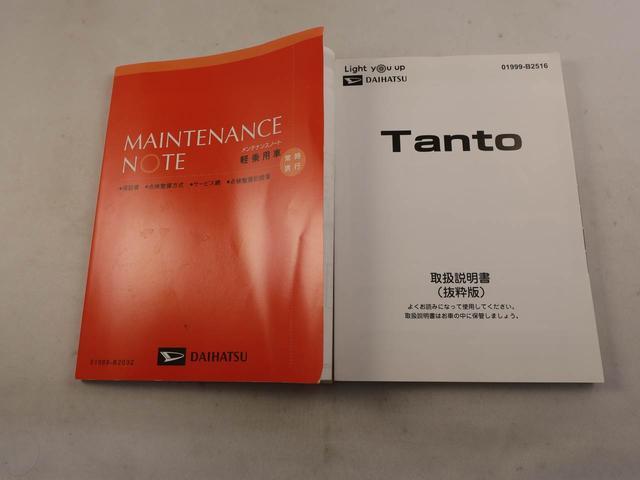 MAINTENANCE
NOTE
メンテナンスノート
軽乗用車
常時
携行
●保証書 ●点検整備方式 ●サービス網 ●点検整備記録簿
01999-B2032
DAIHATSU
Light you up
DAIHATSU
01999-B2516
Tanto
取扱説明書
（抜粋版）
よくお読みになって使用してください。
取扱説明書はお車の中に保管しましょう。